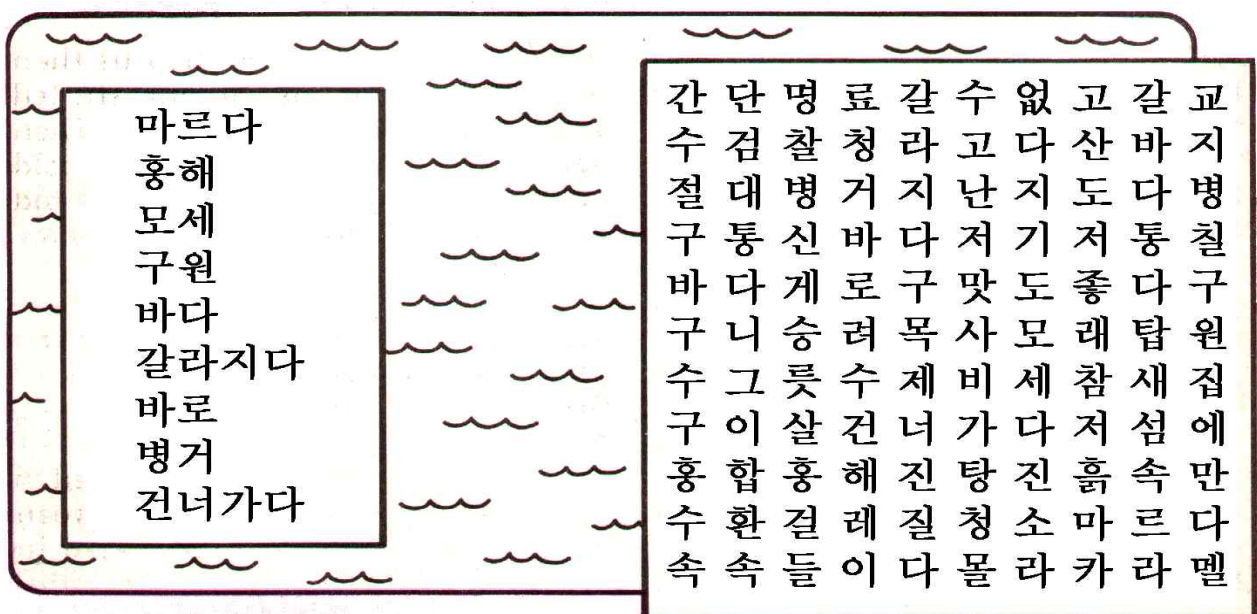 마르다
홍해
모세
구원
바다
갈라지다
바로
병거
건너가다
간 단 명 료 갈 수 없 고 갈 교
수 검 찰 청 라 고 다 산 바 지
절 대 병 거 지 난 지 도 다 병
구 통 신 바 다 저 기 저 통 칠
바 다 게 로 구 맛 도 좋 다 구
구 니 승 려 목 사 모 래 탑 원
수 그 릇 수 제 비 세 참 새 집
구 이 살 건 너 가 다 저 섬 에
홍 합 홍 해 진 탕 진 흙 속 만
수 환 걸 레 질 청 소 마 르 다
속 속 들 이 다 몰 라 카 라 멜